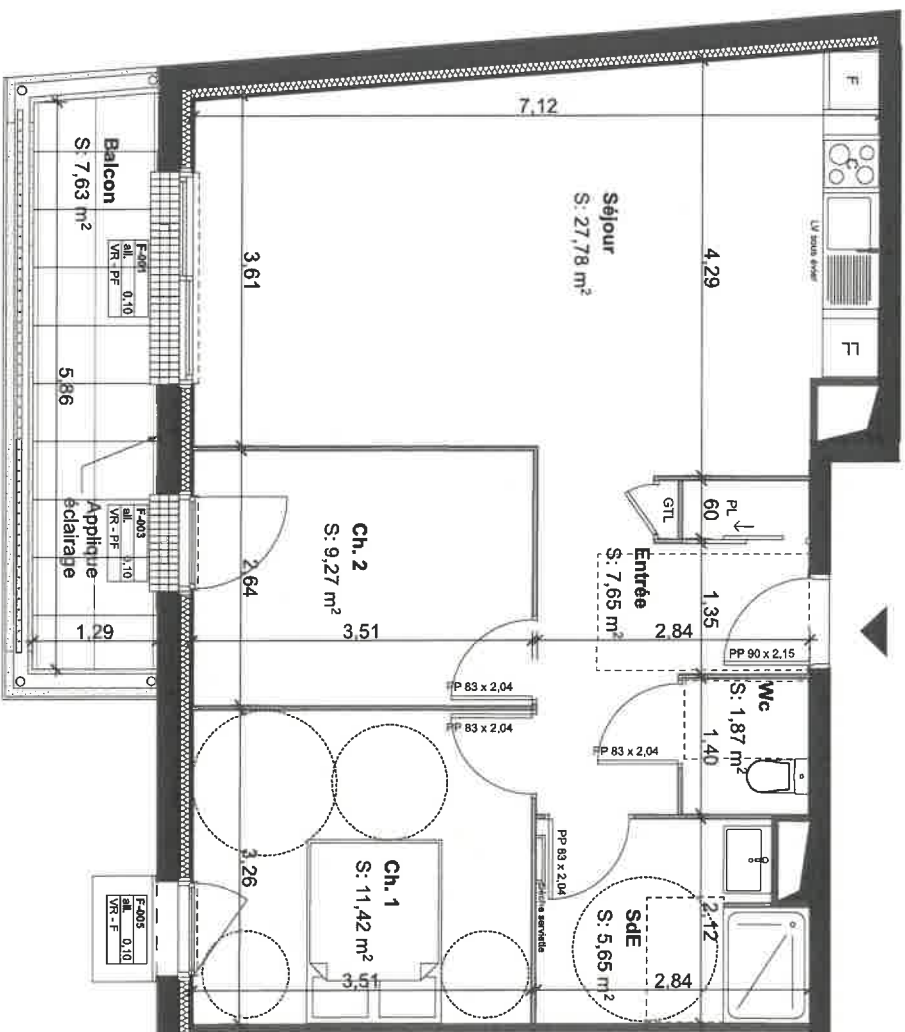 F
C
LV sous évier
LL
7,12
Séjour
S: 27,78 m²
4,29
3,61
Balcon
S: 7,63 m²
F-001
all. 0.10
VR - PF
5,86
Applique
éclairage
F-003
all. 0.10
VR - PF
1,29
GTL
PL
60
Entrée
S: 7,65 m²
1,35
2,84
PP 90 x 2,15
Ch. 2
S: 9,27 m²
2,64
3,51
PP 83 x 2,04
PP 83 x 2,04
PP 83 x 2,04
Wc
S: 1,87 m²
1,40
PP 83 x 2,04
Sèche serviette
SdE
S: 5,65 m²
2,12
2,84
Ch. 1
S: 11,42 m²
3,26
3,51
F-005
all. 0.10
VR - F